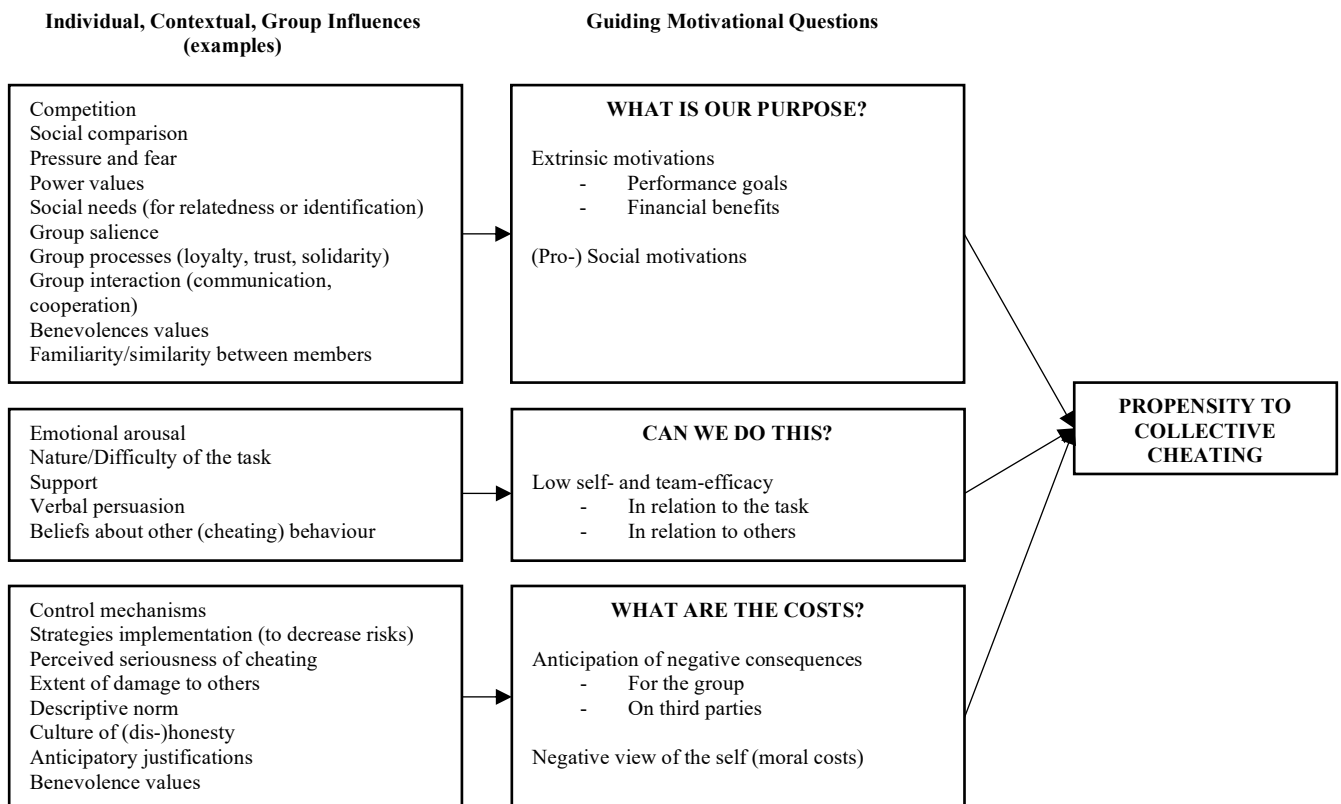 Individual, Contextual, Group Influences
(examples)
Guiding Motivational Questions
Competition
Social comparison
Pressure and fear
Power values
Social needs (for relatedness or identification)
Group salience
Group processes (loyalty, trust, solidarity)
Group interaction (communication,
cooperation)
Benevolences values
Familiarity/similarity between members
WHAT IS OUR PURPOSE?
Extrinsic motivations
- Performance goals
- Financial benefits
(Pro-) Social motivations
Emotional arousal
Nature/Difficulty of the task
Support
Verbal persuasion
Beliefs about other (cheating) behaviour
CAN WE DO THIS?
Low self- and team-efficacy
- In relation to the task
- In relation to others
Control mechanisms
Strategies implementation (to decrease risks)
Perceived seriousness of cheating
Extent of damage to others
Descriptive norm
Culture of (dis-)honesty
Anticipatory justifications
Benevolence values
WHAT ARE THE COSTS?
Anticipation of negative consequences
- For the group
- On third parties
Negative view of the self (moral costs)
PROPENSITY TO
COLLECTIVE
CHEATING